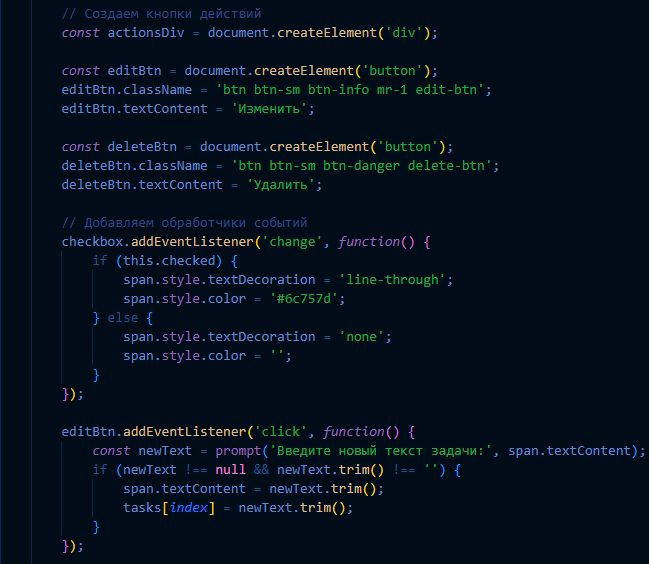 // Создаем кнопки действий
const actionsDiv = document.createElement('div');
const editBtn = document.createElement('button');
editBtn.className = 'btn btn-sm btn-info mr-1 edit-btn';
editBtn.textContent = 'Изменить';
const deleteBtn = document.createElement('button');
deleteBtn.className = 'btn btn-sm btn-danger delete-btn';
deleteBtn.textContent = 'Удалить';
// Добавляем обработчики событий
checkbox.addEventListener('change', function() {
if (this.checked) {
span.style.textDecoration = 'line-through';
span.style.color = '#6c757d';
} else {
span.style.textDecoration = 'none';
span.style.color = '';
}
});
editBtn.addEventListener('click', function() {
const newText = prompt('Введите новый текст задачи:', span.textContent);
if (newText !== null && newText.trim() !== '') {
span.textContent = newText.trim();
tasks[index] = newText.trim();
}
});